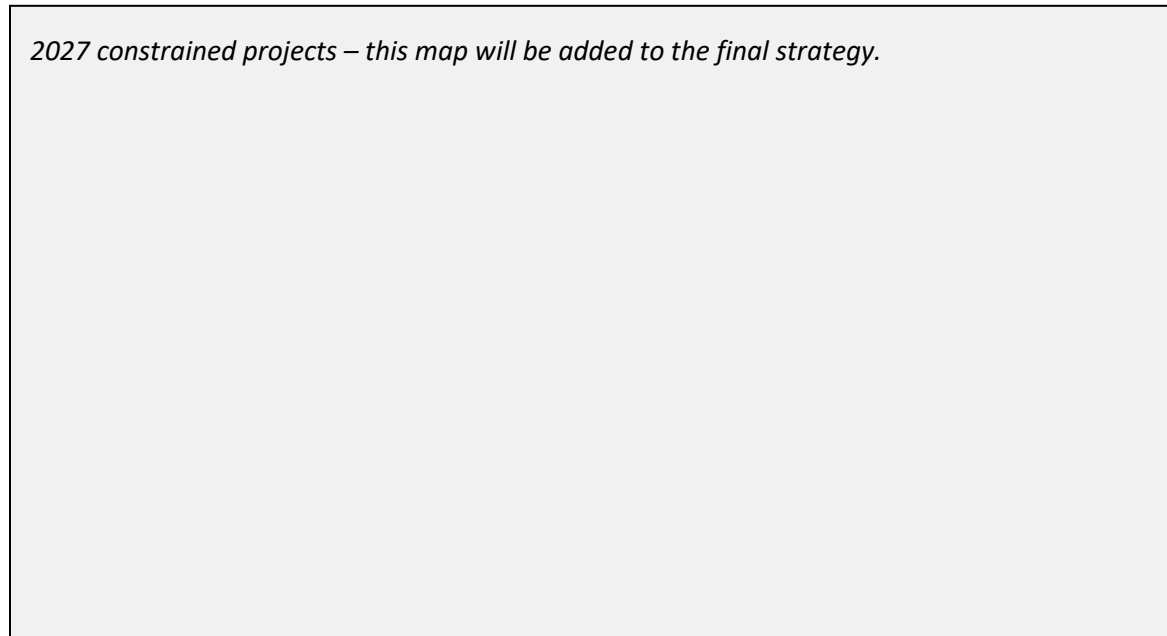 2027 constrained projects – this map will be added to the final strategy.